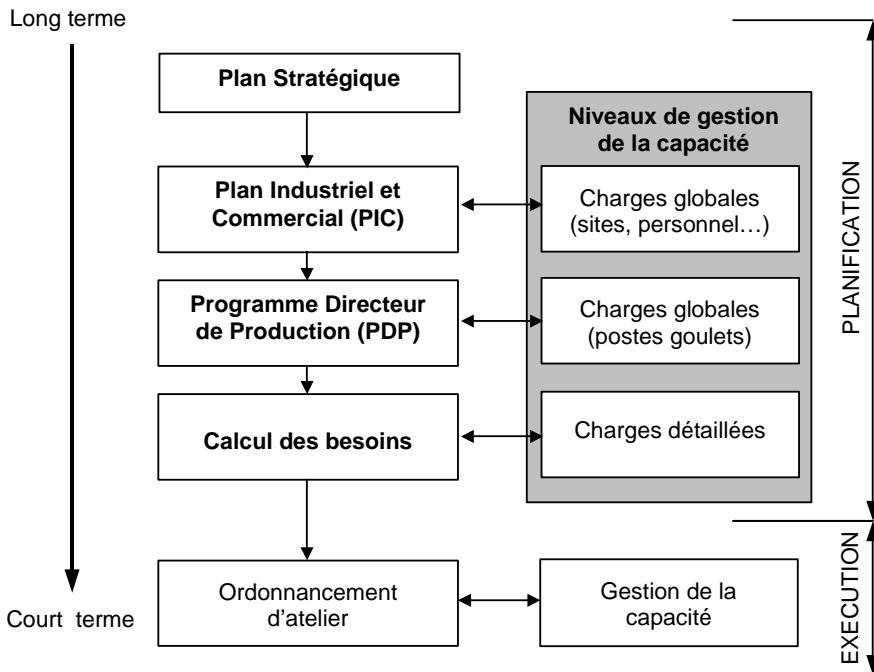 Long terme
Plan Stratégique
Niveaux de gestion
de la capacité
Plan Industriel et
Commercial (PIC)
Charges globales
(sites, personnel…)
Programme Directeur
de Production (PDP)
Charges globales
(postes goulets)
Calcul des besoins
Charges détaillées
PLANIFICATION
Ordonnancement
d'atelier
Gestion de la
capacité
Court terme
EXECUTION